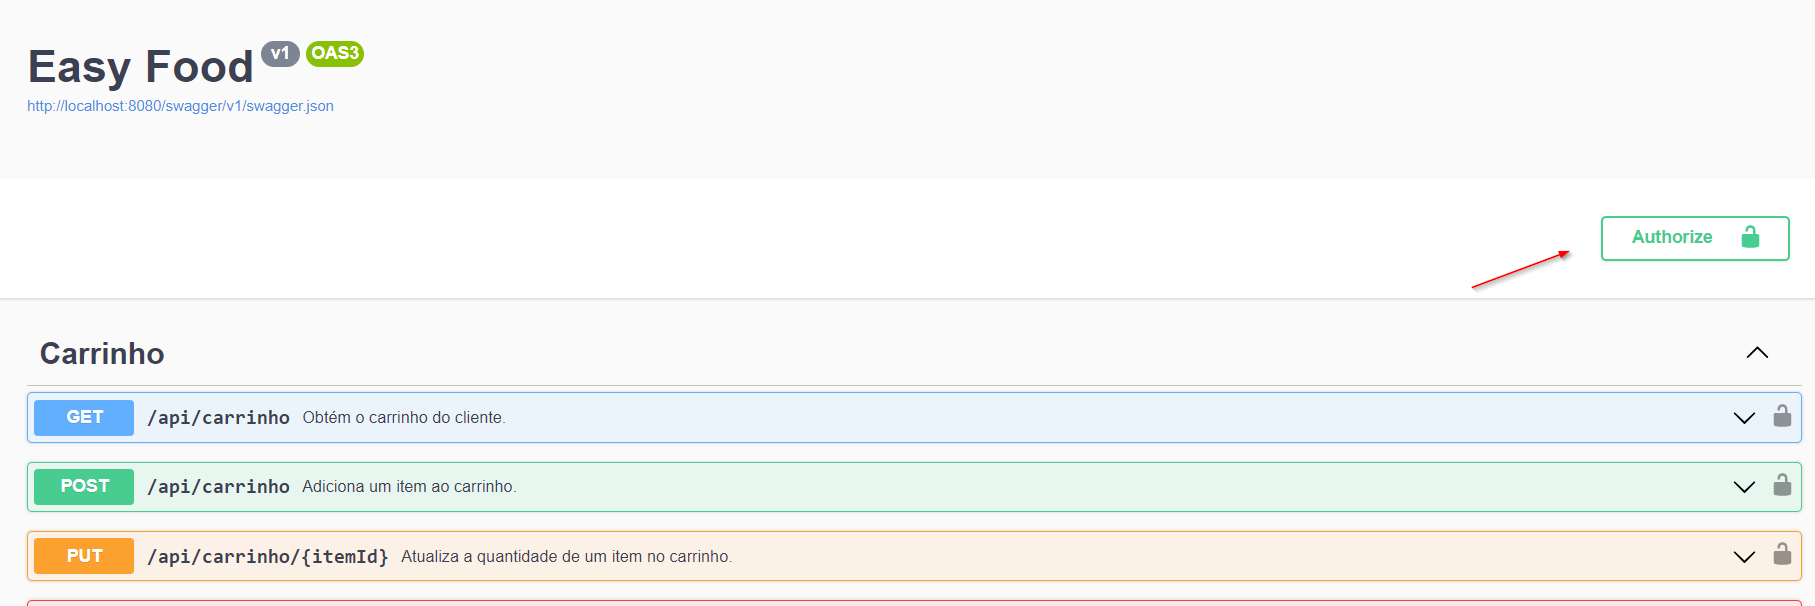 Easy Food v1 OAS3
http://localhost:8080/swagger/v1/swagger.json
Authorize
Carrinho
GET /api/carrinho Obtém o carrinho do cliente.
POST /api/carrinho Adiciona um item ao carrinho.
PUT /api/carrinho/{itemId} Atualiza a quantidade de um item no carrinho.